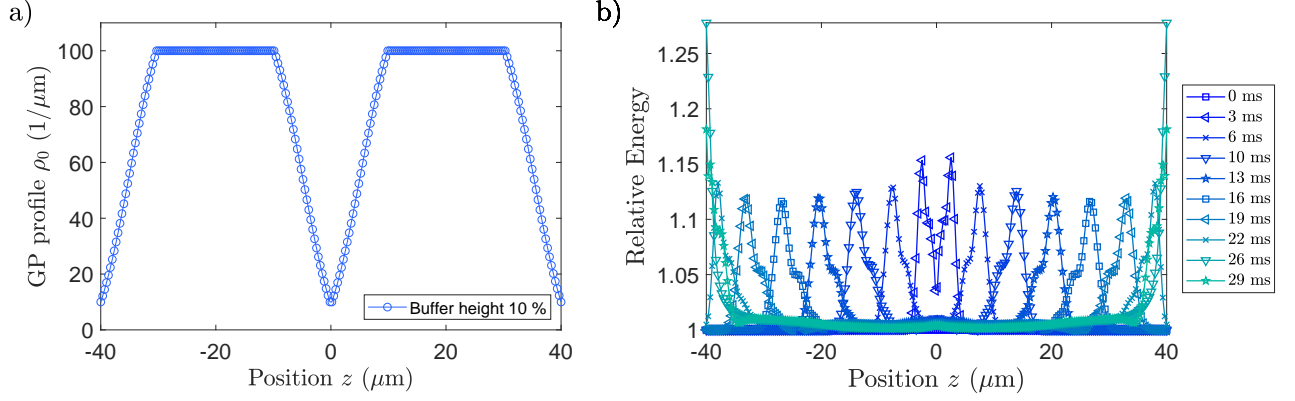 a)
GP profile ρ₀ (1/μm)
100
80
60
40
20
0
Buffer height 10 %
-40
-20
0
20
40
Position z (μm)
b)
Relative Energy
1.25
1.2
1.15
1.1
1.05
1
-40
-20
0
20
40
Position z (μm)
0 ms
3 ms
6 ms
10 ms
13 ms
16 ms
19 ms
22 ms
26 ms
29 ms